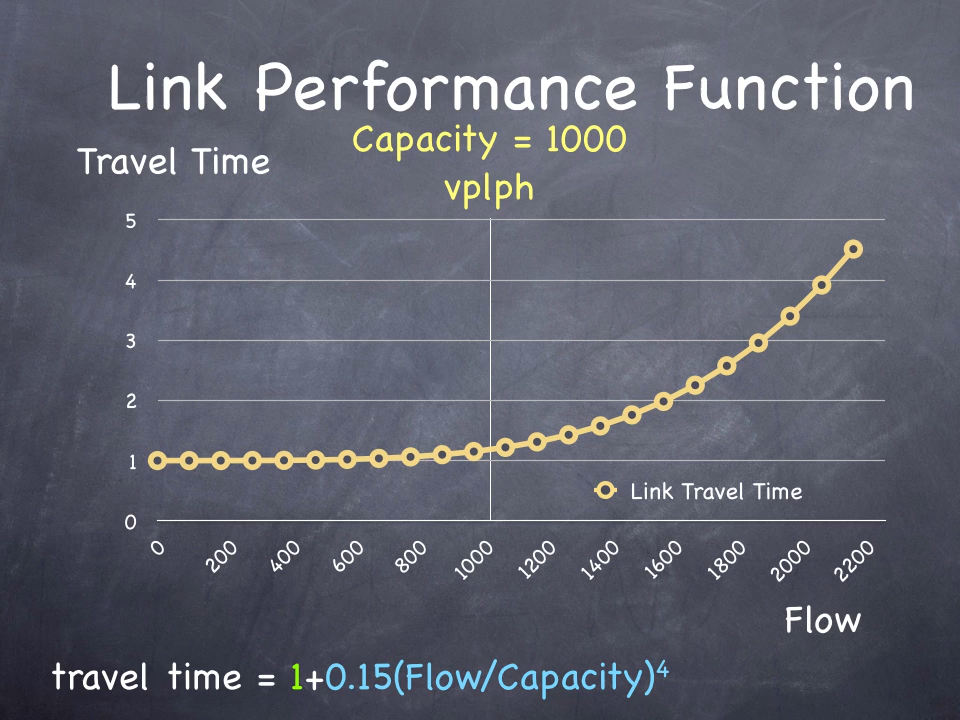 Link Performance Function
Capacity = 1000
vplph
Travel Time
5
4
3
2
1
0
Link Travel Time
0 200 400 600 800 1000 1200 1400 1600 1800 2000 2200
Flow
travel time = 1+0.15(Flow/Capacity)⁴